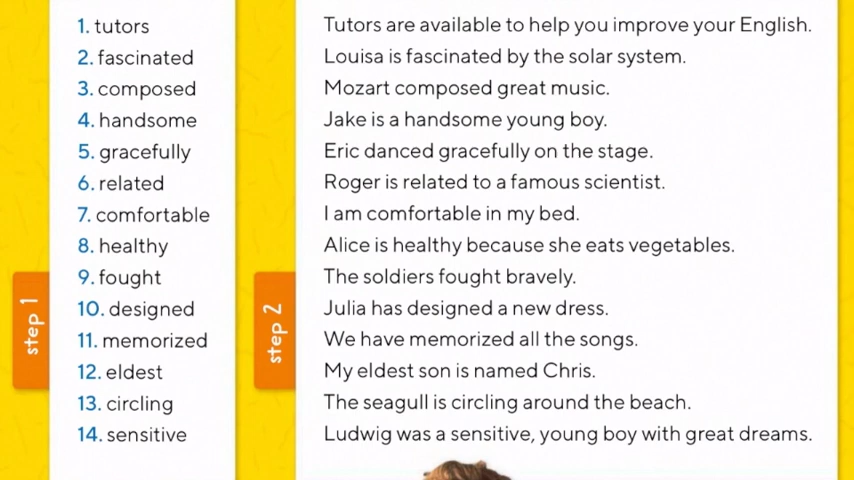 1. tutors
2. fascinated
3. composed
4. handsome
5. gracefully
6. related
7. comfortable
8. healthy
9. fought
10. designed
11. memorized
12. eldest
13. circling
14. sensitive
step 1
Tutors are available to help you improve your English.
Louisa is fascinated by the solar system.
Mozart composed great music.
Jake is a handsome young boy.
Eric danced gracefully on the stage.
Roger is related to a famous scientist.
I am comfortable in my bed.
Alice is healthy because she eats vegetables.
The soldiers fought bravely.
Julia has designed a new dress.
We have memorized all the songs.
My eldest son is named Chris.
The seagull is circling around the beach.
Ludwig was a sensitive, young boy with great dreams.
step 2